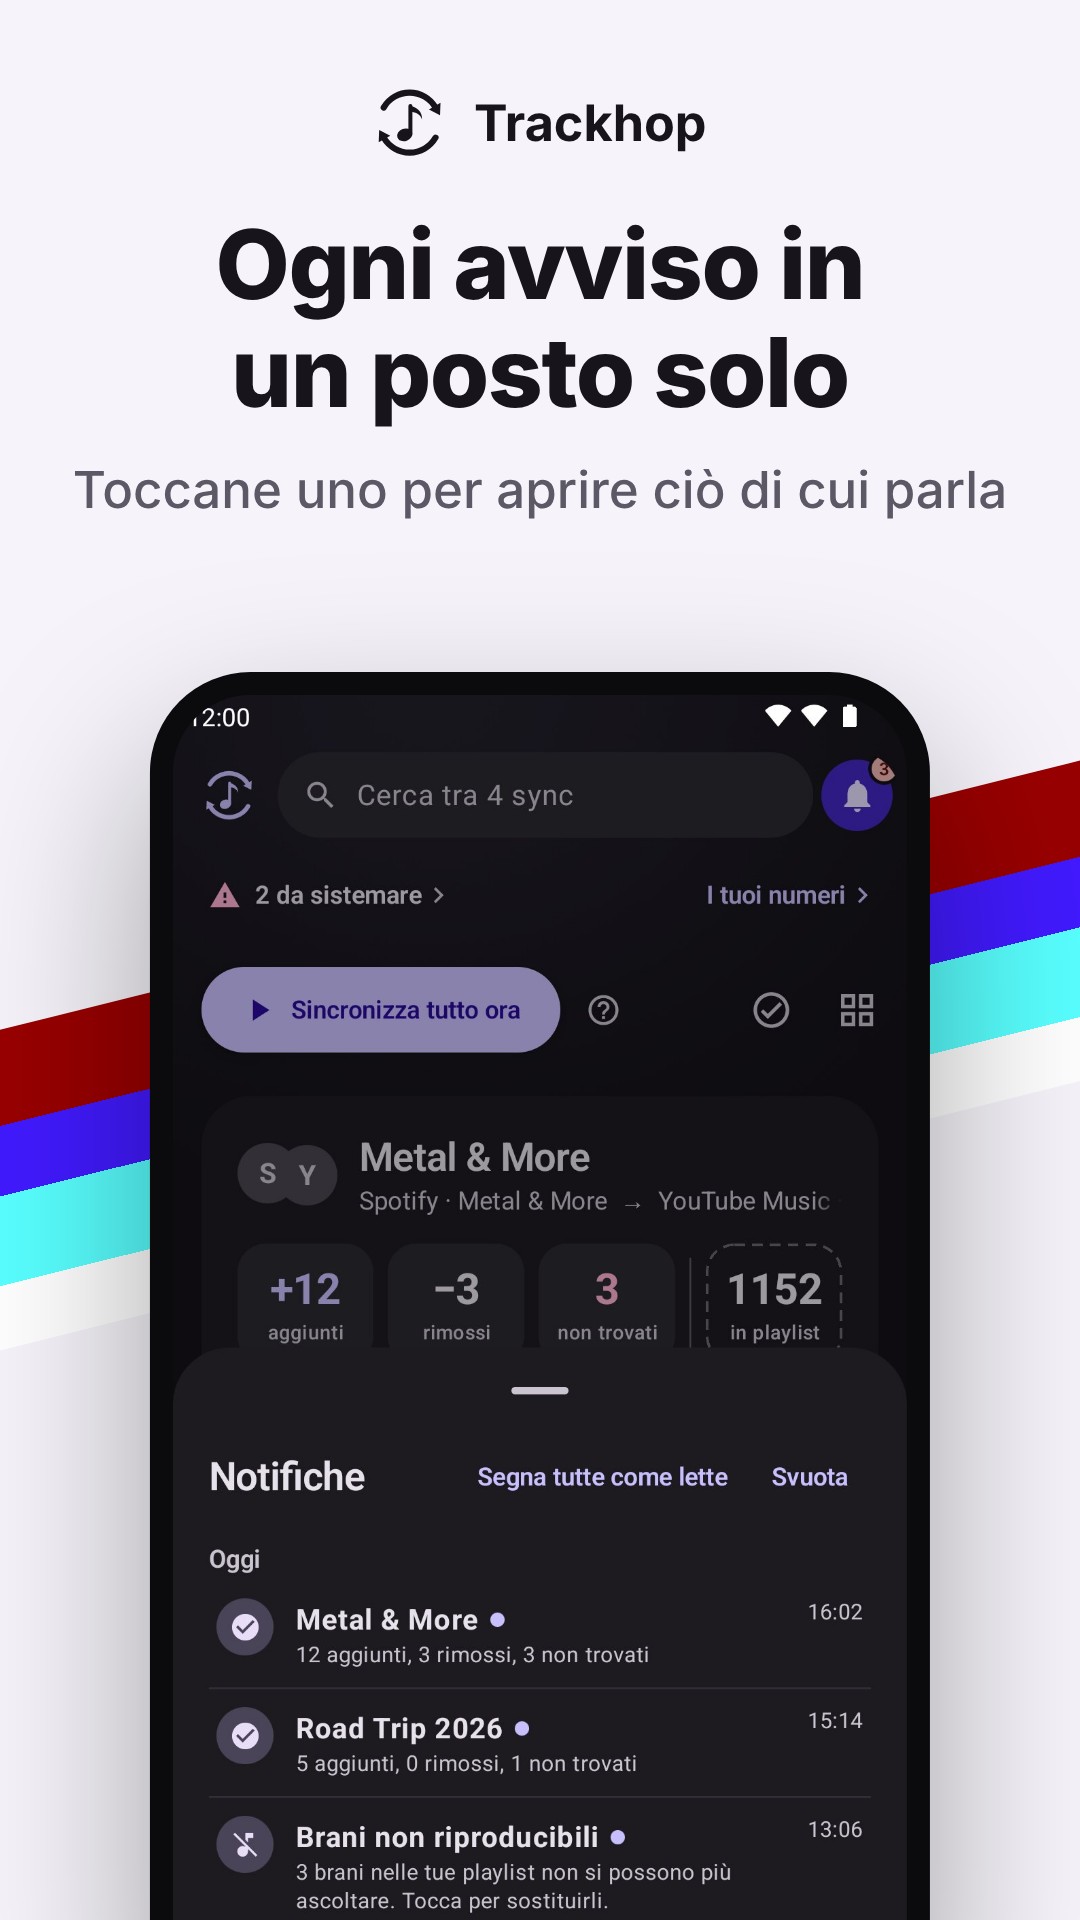 Trackhop
Ogni avviso in
un posto solo
Toccane uno per aprire ciò di cui parla
12:00
Cerca tra 4 sync
3
2 da sistemare
I tuoi numeri
Sincronizza tutto ora
S Y
Metal & More
Spotify · Metal & More → YouTube Music
+12
−3
3
1152
aggiunti
rimossi
non trovati
in playlist
Notifiche
Segna tutte come lette
Svuota
Oggi
Metal & More
16:02
12 aggiunti, 3 rimossi, 3 non trovati
Road Trip 2026
15:14
5 aggiunti, 0 rimossi, 1 non trovati
Brani non riproducibili
13:06
3 brani nelle tue playlist non si possono più
ascoltare. Tocca per sostituirli.